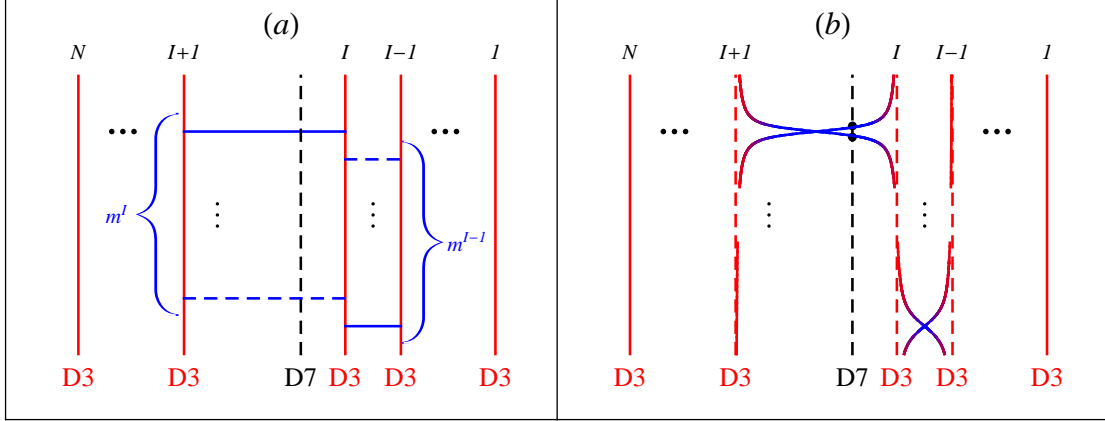 (a)
N I+1 I I−1 1
...
...
m^I
⋮
⋮
m^{I−1}
D3 D3 D7 D3 D3 D3
(b)
N I+1 I I−1 1
...
...
⋮
⋮
D3 D3 D7 D3 D3 D3